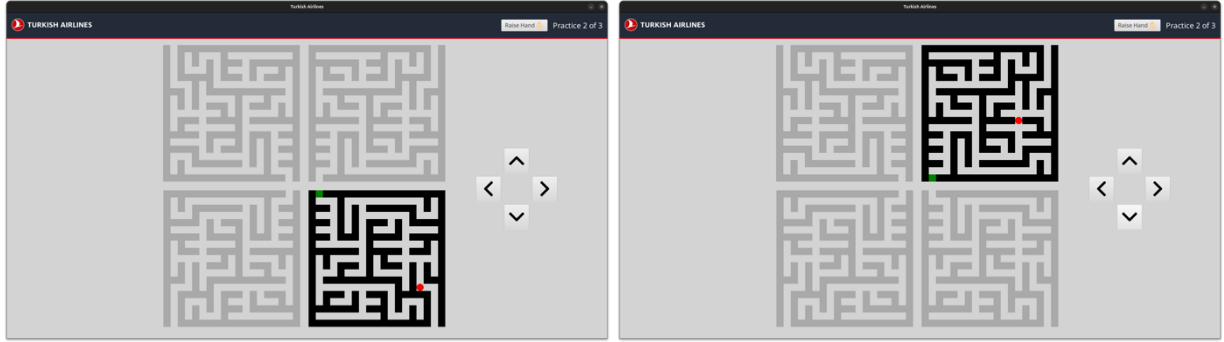 Turkish Airlines
TURKISH AIRLINES
Raise Hand
Practice 2 of 3
Turkish Airlines
TURKISH AIRLINES
Raise Hand
Practice 2 of 3